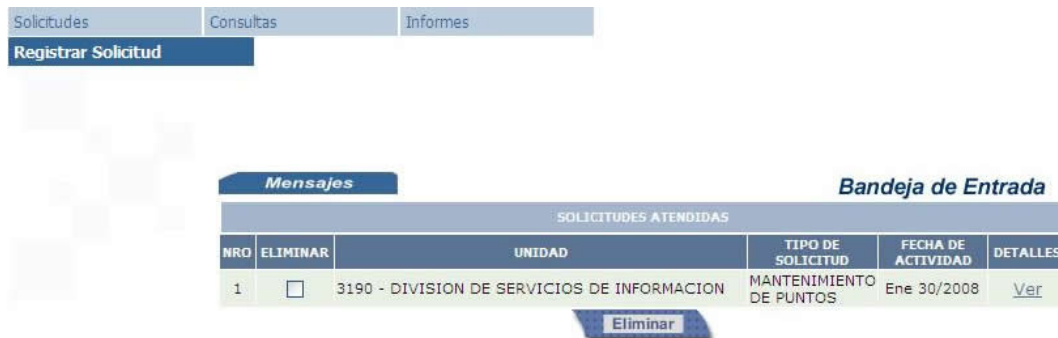 Solicitudes Consultas Informes
Registrar Solicitud
Mensajes Bandeja de Entrada
SOLICITUDES ATENDIDAS
NRO ELIMINAR UNIDAD TIPO DE SOLICITUD FECHA DE ACTIVIDAD DETALLES
1 3190 - DIVISION DE SERVICIOS DE INFORMACION MANTENIMIENTO DE PUNTOS Ene 30/2008 Ver
Eliminar